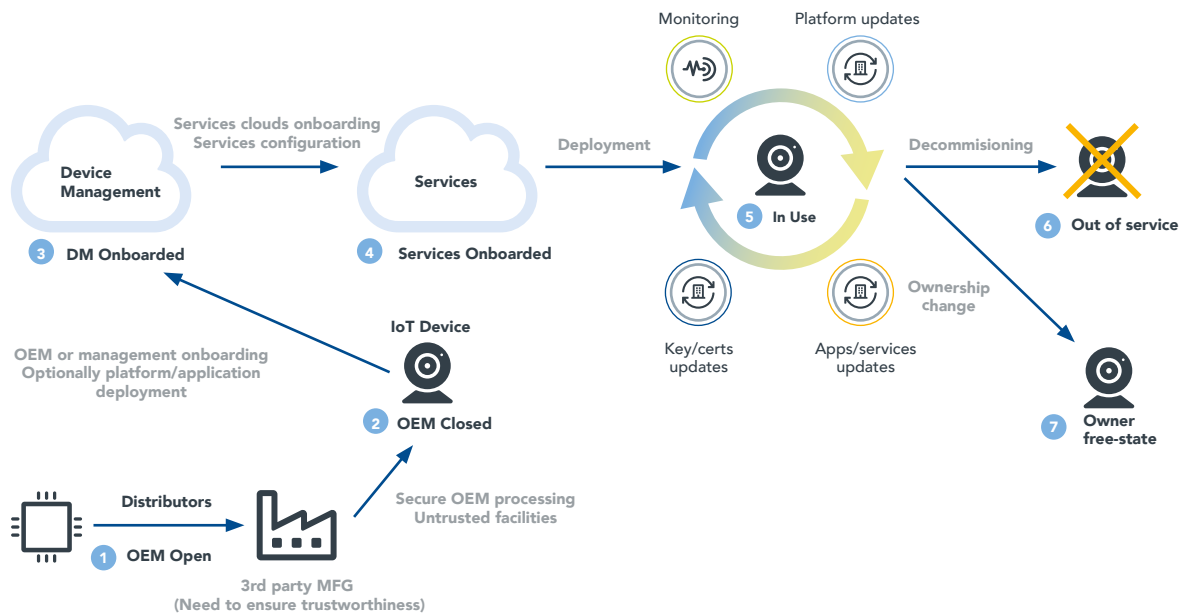 Monitoring
Platform updates
Services clouds onboarding
Services configuration
Device
Management
Services
Deployment
5 In Use
Decommisioning
6 Out of service
3 DM Onboarded
4 Services Onboarded
Key/certs
updates
Apps/services
updates
Ownership
change
7 Owner
free-state
OEM or management onboarding
Optionally platform/application
deployment
IoT Device
2 OEM Closed
Distributors
1 OEM Open
Secure OEM processing
Untrusted facilities
3rd party MFG
(Need to ensure trustworthiness)